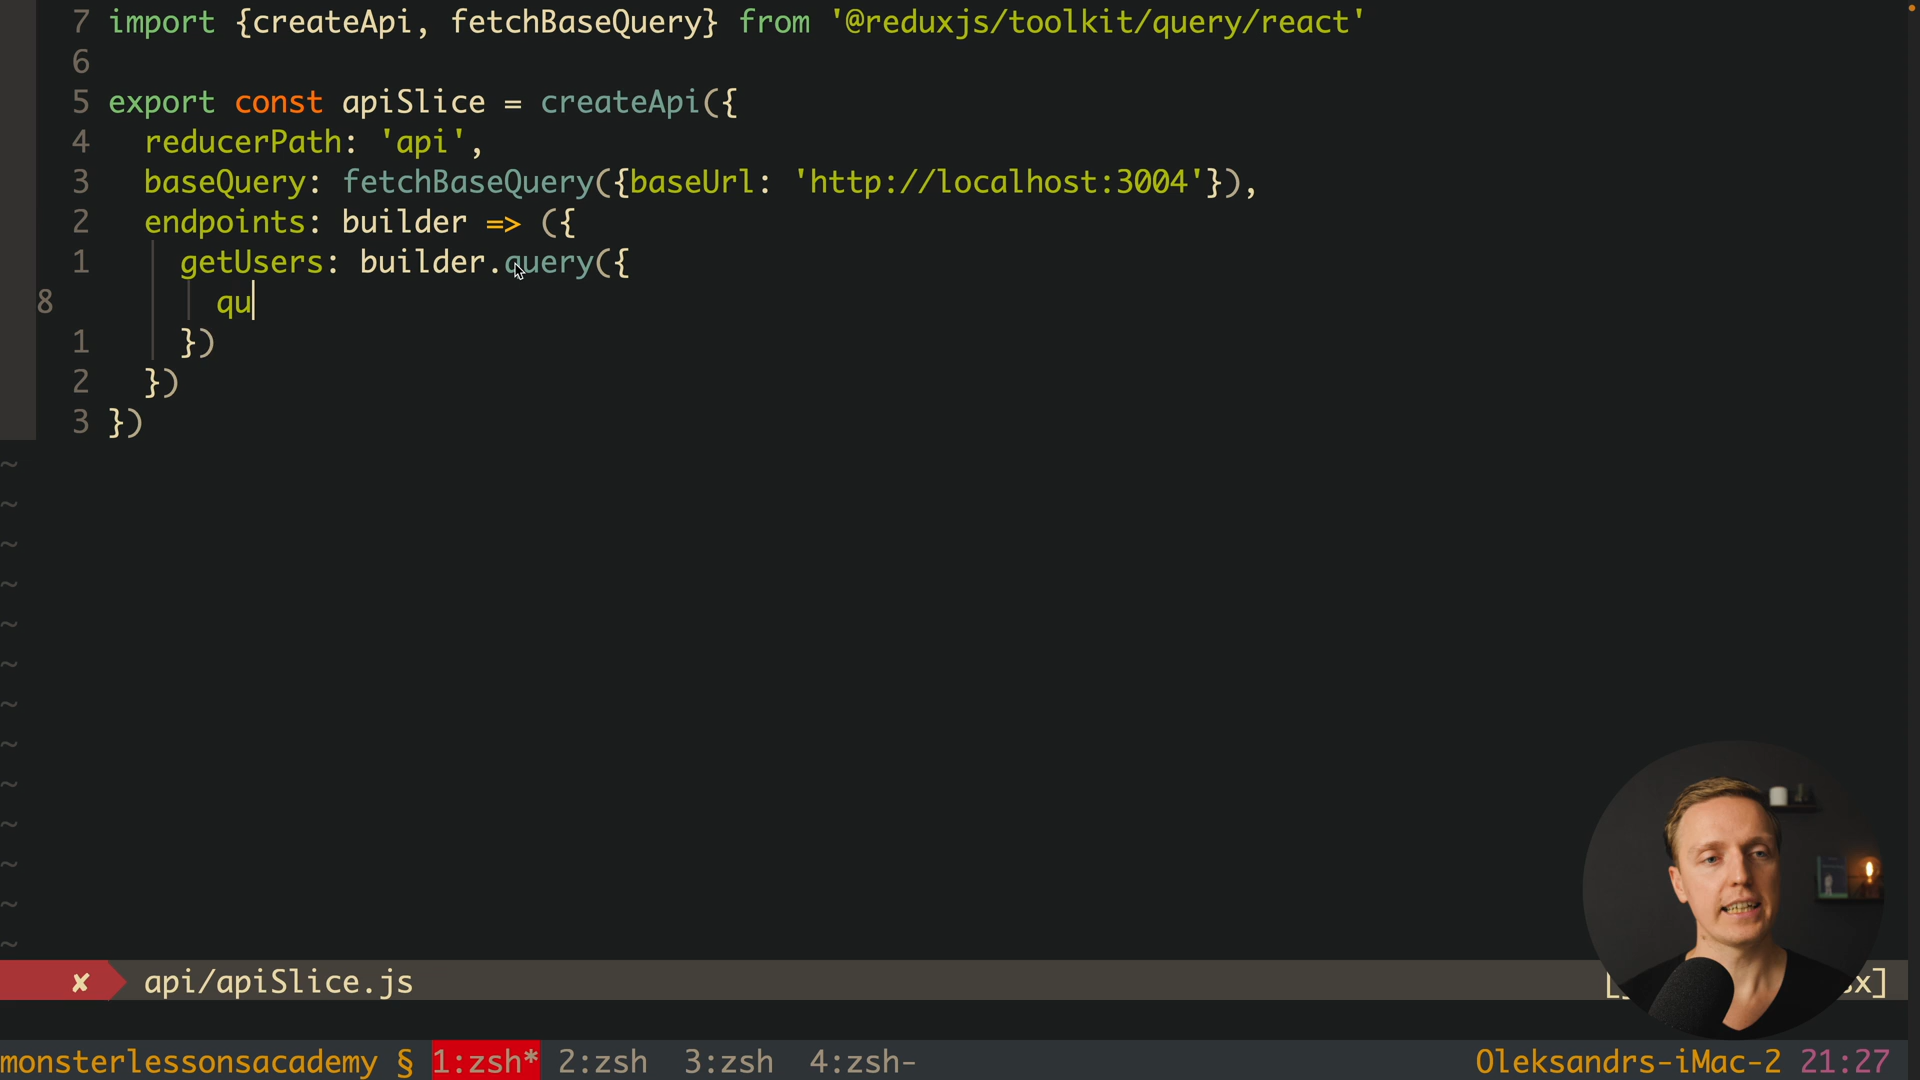 7 import {createApi, fetchBaseQuery} from '@reduxjs/toolkit/query/react'
6
5 export const apiSlice = createApi({
4   reducerPath: 'api',
3   baseQuery: fetchBaseQuery({baseUrl: 'http://localhost:3004'}),
2   endpoints: builder => ({
1     getUsers: builder.query({
8       qu
1     })
2   })
3 })
~
~
~
~
~
~
~
~
~
~
~
~
~
✘ api/apiSlice.js
monsterlessonsacademy § 1:zsh* 2:zsh 3:zsh 4:zsh- Oleksandrs-iMac-2 21:27